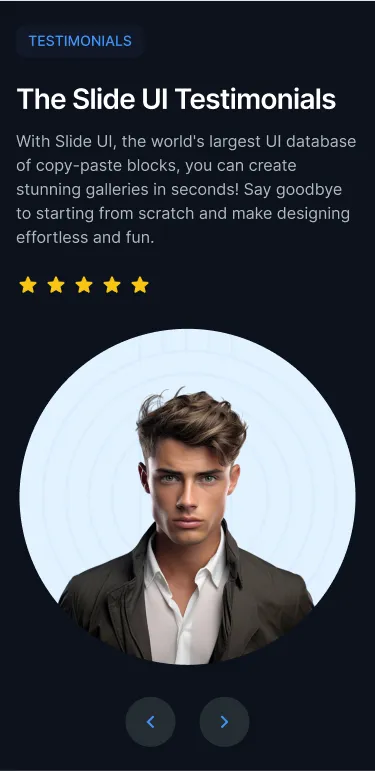 TESTIMONIALS
The Slide UI Testimonials
With Slide UI, the world's largest UI database
of copy-paste blocks, you can create
stunning galleries in seconds! Say goodbye
to starting from scratch and make designing
effortless and fun.